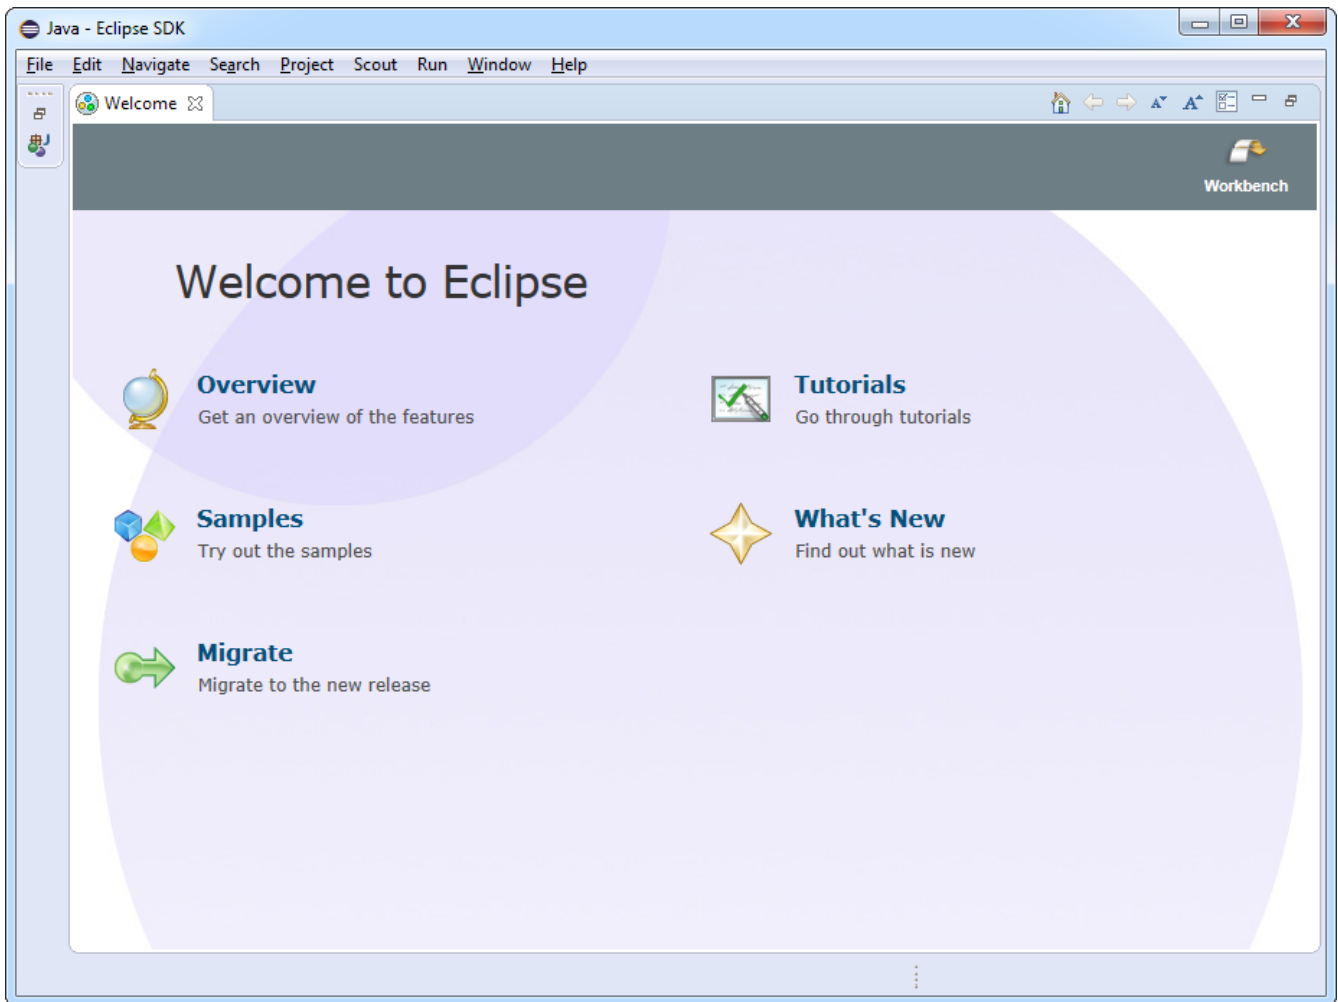 Java - Eclipse SDK
File Edit Navigate Search Project Scout Run Window Help
Welcome
Workbench
Welcome to Eclipse
Overview
Get an overview of the features
Tutorials
Go through tutorials
Samples
Try out the samples
What's New
Find out what is new
Migrate
Migrate to the new release